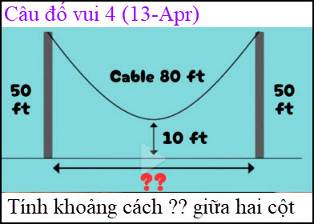 Câu đố vui 4 (13-Apr)
Cable 80 ft
50
ft
50
ft
10 ft
??
Tính khoảng cách ?? giữa hai cột